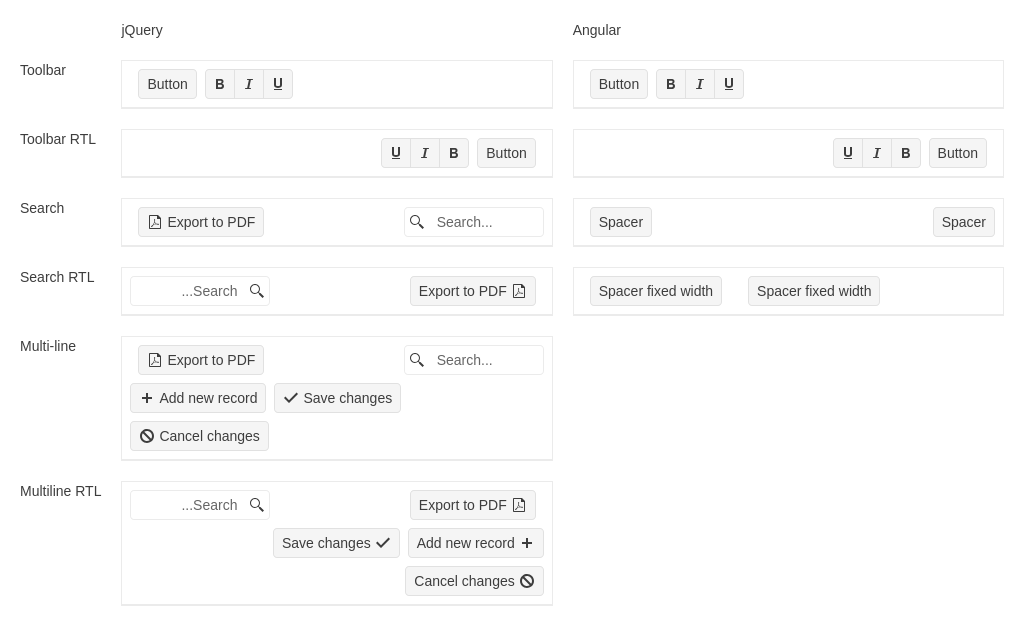 jQuery Angular
Toolbar Button B I U Button B I U
Toolbar RTL U I B Button U I B Button
Search Export to PDF Search... Spacer Spacer
Search RTL ...Search Export to PDF Spacer fixed width Spacer fixed width
Multi-line Export to PDF Search...
Add new record Save changes
Cancel changes
Multiline RTL ...Search Export to PDF
Save changes Add new record
Cancel changes